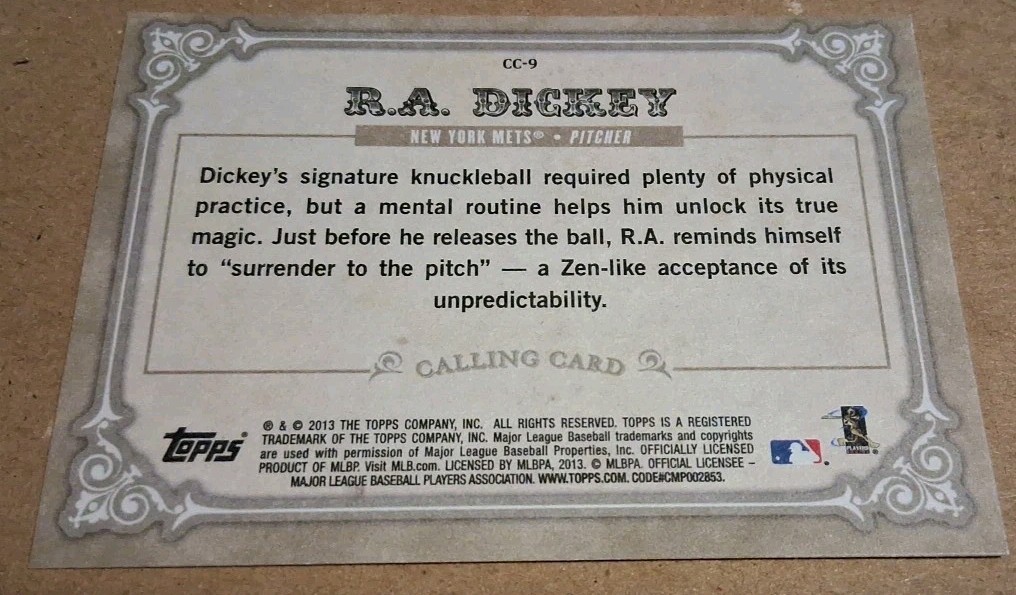 CC-9
R.A. DICKEY
NEW YORK METS® • PITCHER
Dickey's signature knuckleball required plenty of physical
practice, but a mental routine helps him unlock its true
magic. Just before he releases the ball, R.A. reminds himself
to “surrender to the pitch” — a Zen-like acceptance of its
unpredictability.
CALLING CARD
Topps®
® & © 2013 THE TOPPS COMPANY, INC. ALL RIGHTS RESERVED. TOPPS IS A REGISTERED
TRADEMARK OF THE TOPPS COMPANY, INC. Major League Baseball trademarks and copyrights
are used with permission of Major League Baseball Properties, Inc. OFFICIALLY LICENSED
PRODUCT OF MLBP. Visit MLB.com. LICENSED BY MLBPA, 2013. © MLBPA. OFFICIAL LICENSEE –
MAJOR LEAGUE BASEBALL PLAYERS ASSOCIATION. WWW.TOPPS.COM. CODE#CMP002853.